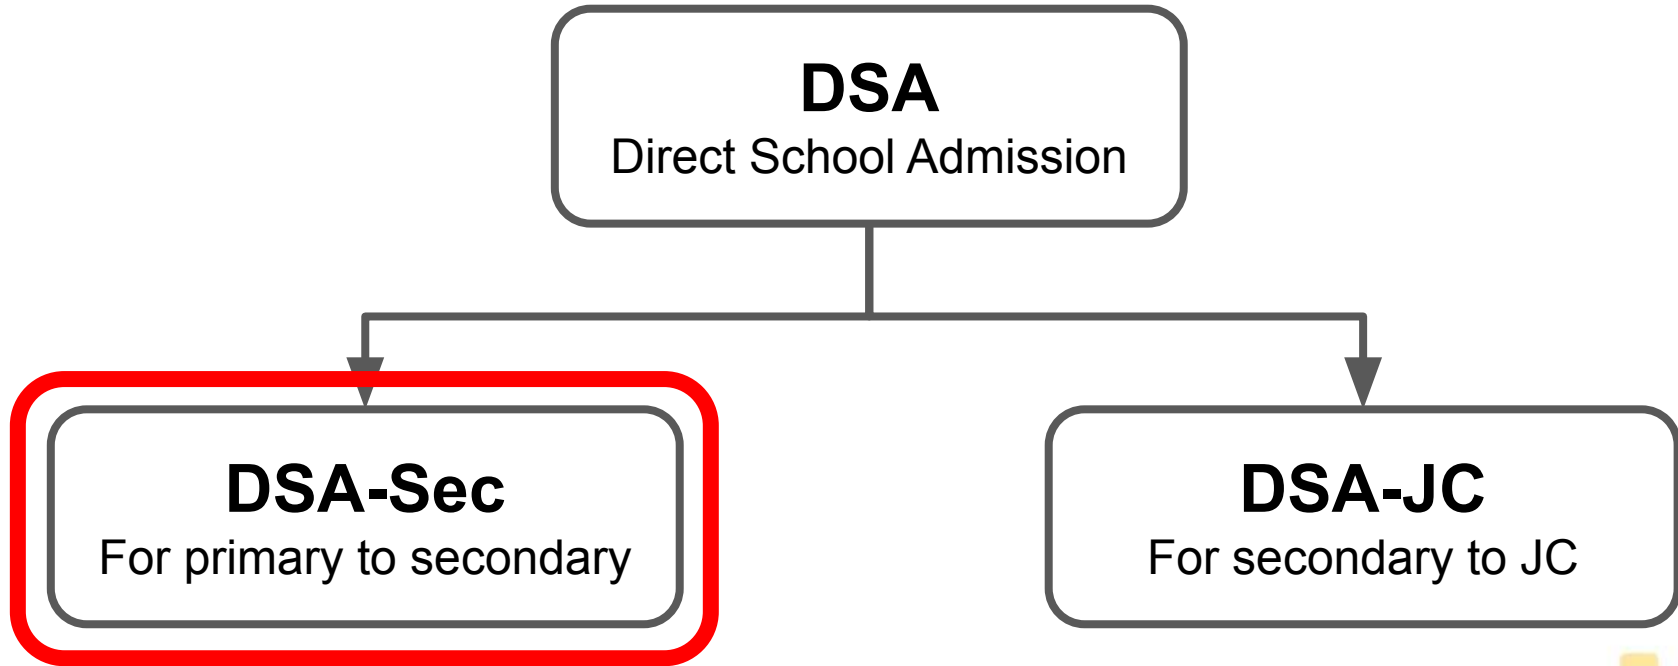 DSA
Direct School Admission
DSA-Sec
For primary to secondary
DSA-JC
For secondary to JC